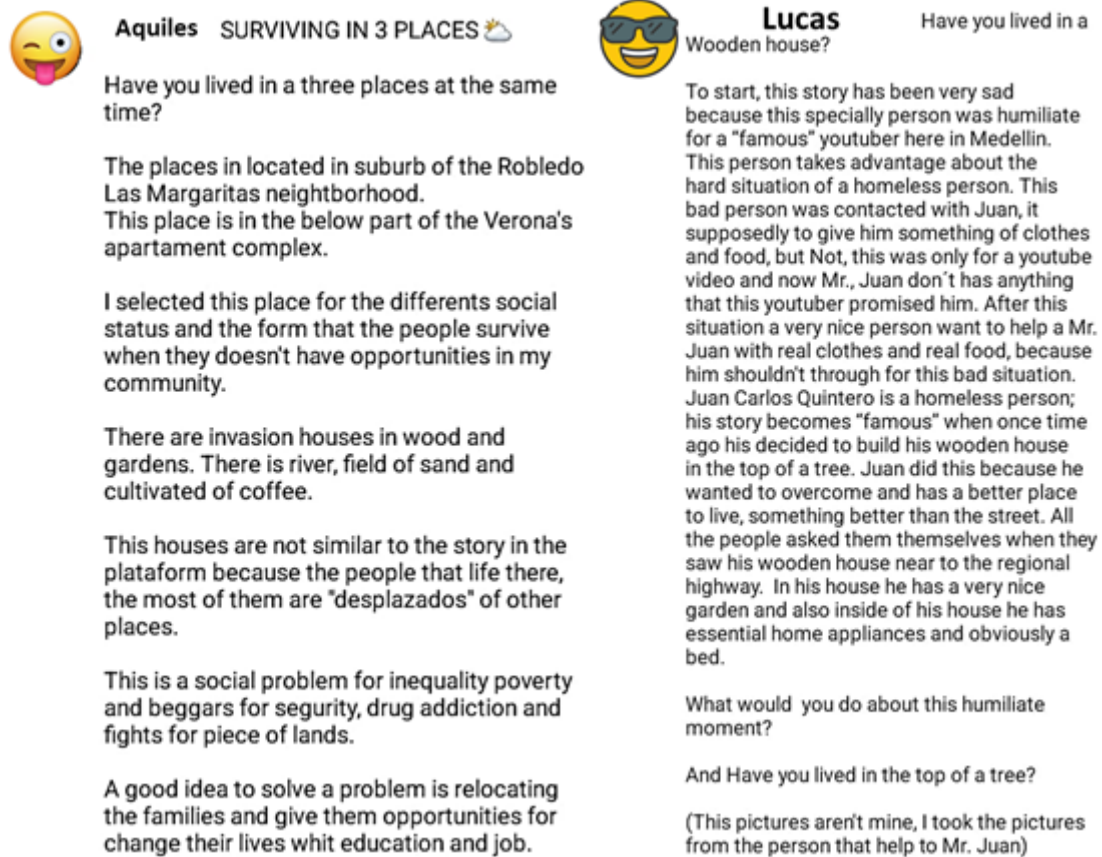 Aquiles SURVIVING IN 3 PLACES
Have you lived in a three places at the same
time?
The places in located in suburb of the Robledo
Las Margaritas neightborhood.
This place is in the below part of the Verona's
apartament complex.
I selected this place for the differents social
status and the form that the people survive
when they doesn't have opportunities in my
community.
There are invasion houses in wood and
gardens. There is river, field of sand and
cultivated of coffee.
This houses are not similar to the story in the
plataform because the people that life there,
the most of them are "desplazados" of other
places.
This is a social problem for inequality poverty
and beggars for segurity, drug addiction and
fights for piece of lands.
A good idea to solve a problem is relocating
the families and give them opportunities for
change their lives whit education and job.
Lucas Have you lived in a
Wooden house?
To start, this story has been very sad
because this specially person was humiliate
for a “famous” youtuber here in Medellin.
This person takes advantage about the
hard situation of a homeless person. This
bad person was contacted with Juan, it
supposedly to give him something of clothes
and food, but Not, this was only for a youtube
video and now Mr., Juan don´t has anything
that this youtuber promised him. After this
situation a very nice person want to help a Mr.
Juan with real clothes and real food, because
him shouldn't through for this bad situation.
Juan Carlos Quintero is a homeless person;
his story becomes “famous” when once time
ago his decided to build his wooden house
in the top of a tree. Juan did this because he
wanted to overcome and has a better place
to live, something better than the street. All
the people asked them themselves when they
saw his wooden house near to the regional
highway. In his house he has a very nice
garden and also inside of his house he has
essential home appliances and obviously a
bed.
What would you do about this humiliate
moment?
And Have you lived in the top of a tree?
(This pictures aren't mine, I took the pictures
from the person that help to Mr. Juan)